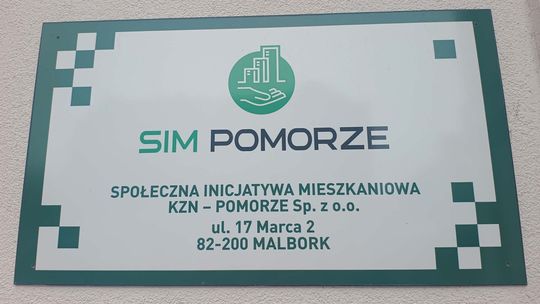 SIM POMORZE
SPOŁECZNA INICJATYWA MIESZKANIOWA
KZN – POMORZE Sp. z o.o.
ul. 17 Marca 2
82-200 MALBORK